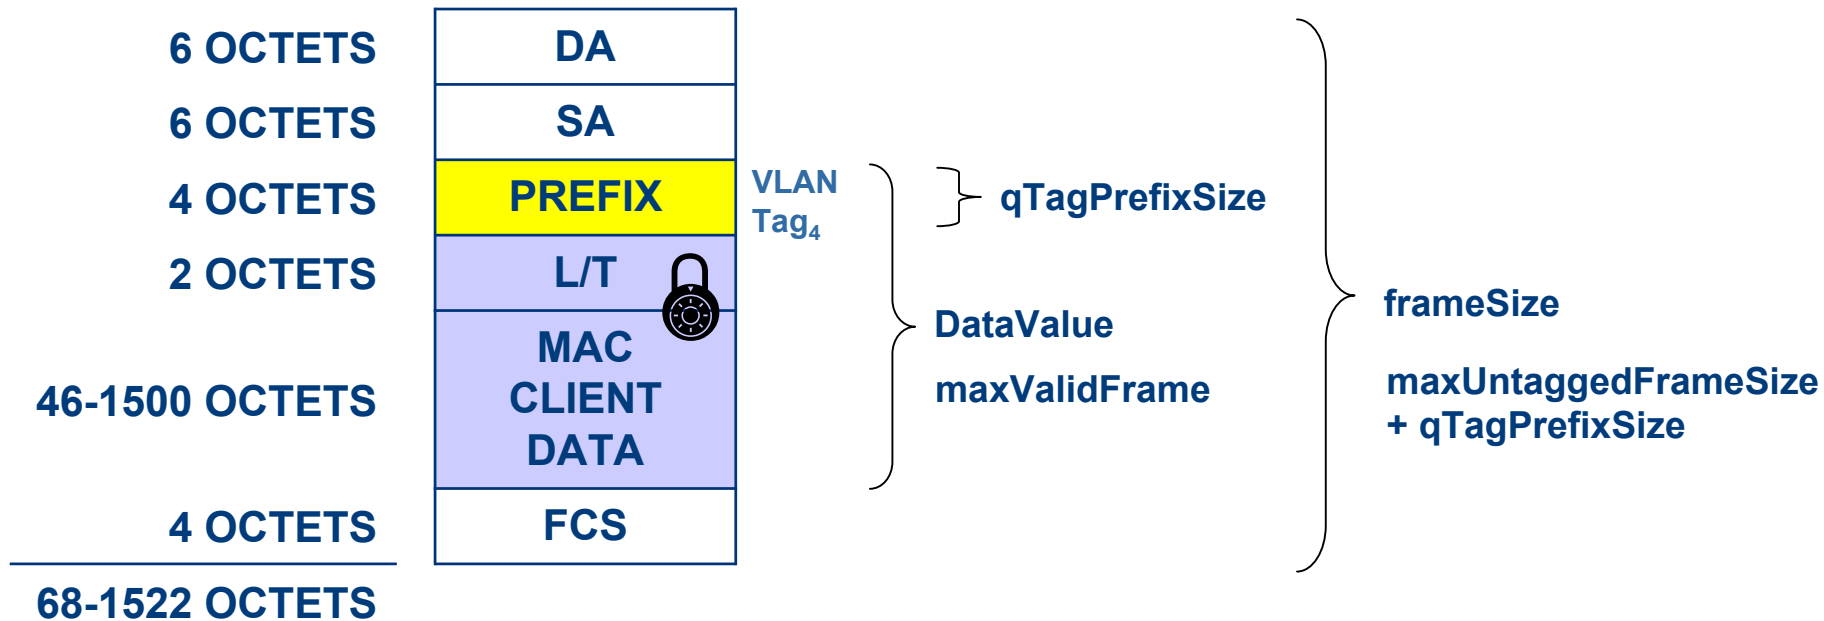 6 OCTETS
DA
6 OCTETS
SA
4 OCTETS
PREFIX
VLAN
Tag4
qTagPrefixSize
2 OCTETS
L/T
46-1500 OCTETS
MAC
CLIENT
DATA
DataValue
maxValidFrame
frameSize
maxUntaggedFrameSize
+ qTagPrefixSize
4 OCTETS
FCS
68-1522 OCTETS